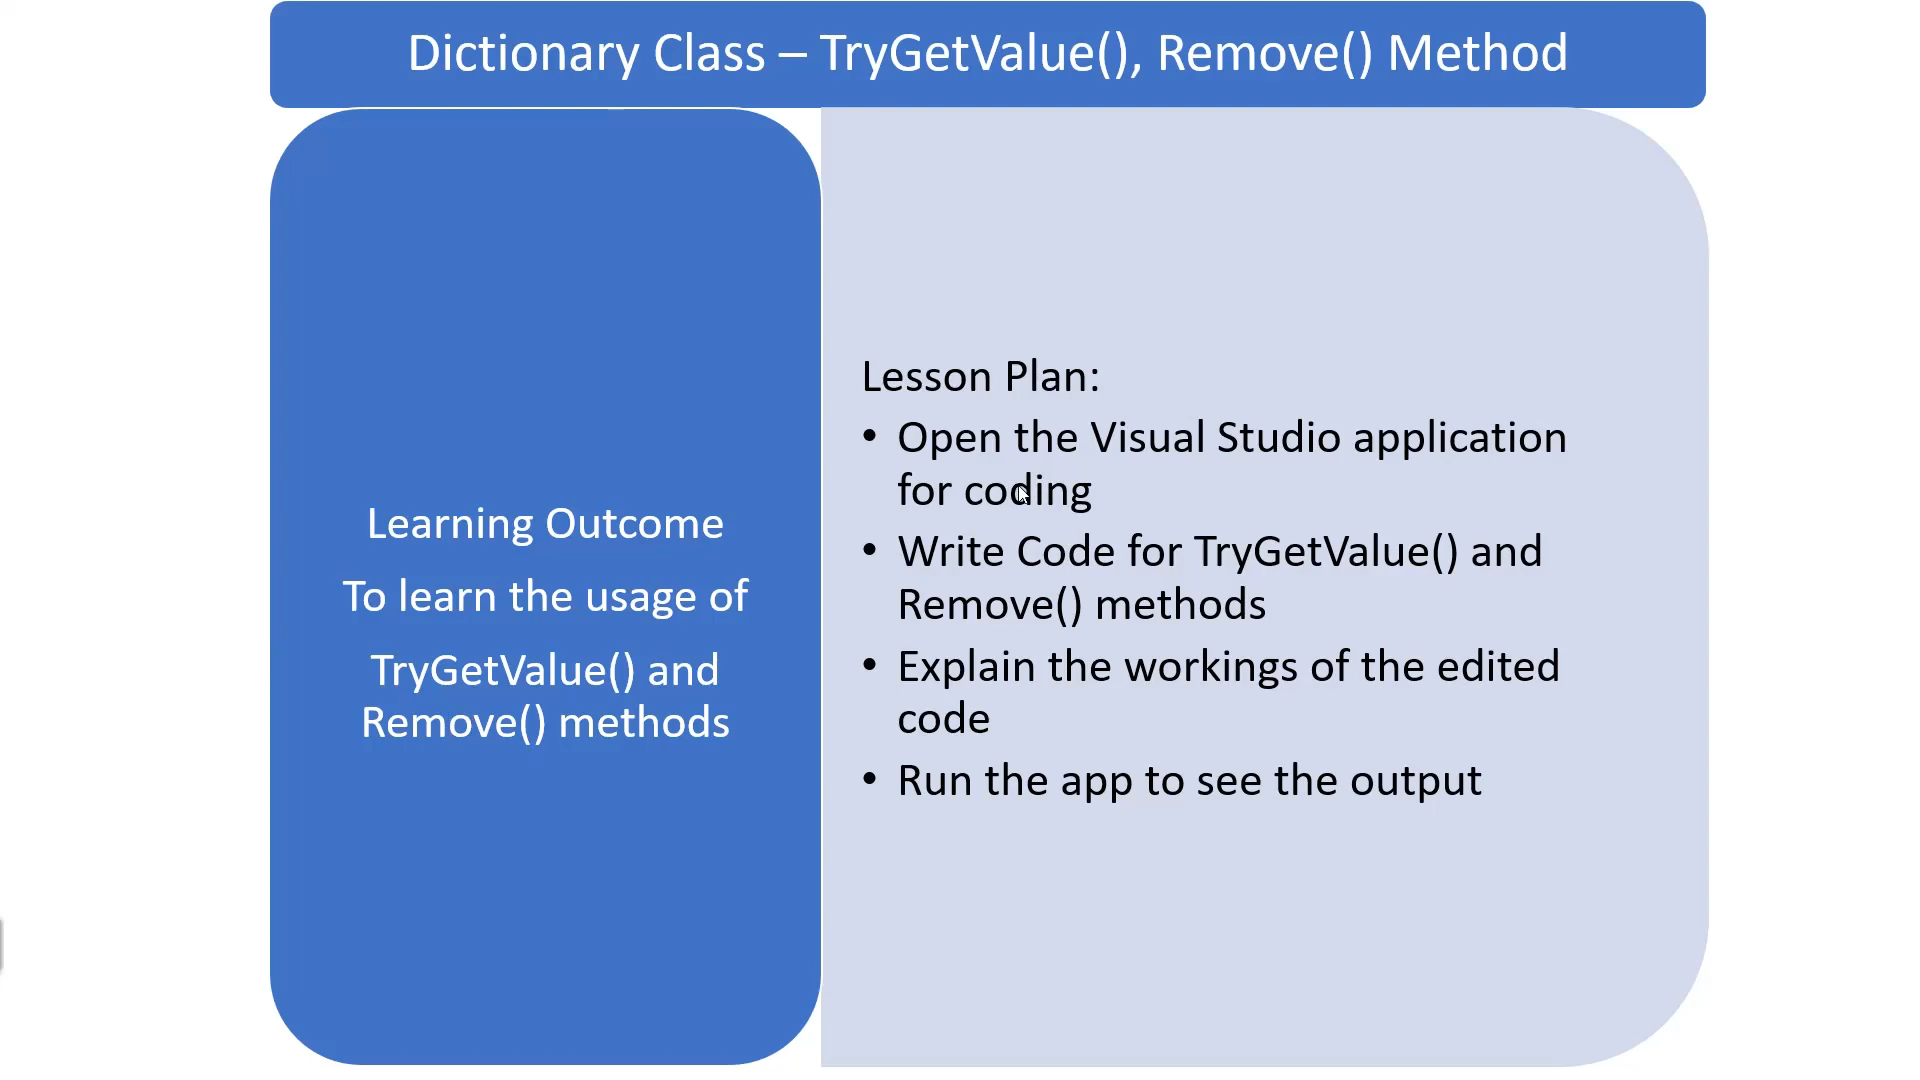 Dictionary Class – TryGetValue(), Remove() Method
Learning Outcome
To learn the usage of
TryGetValue() and
Remove() methods
Lesson Plan:
• Open the Visual Studio application
for coding
• Write Code for TryGetValue() and
Remove() methods
• Explain the workings of the edited
code
• Run the app to see the output